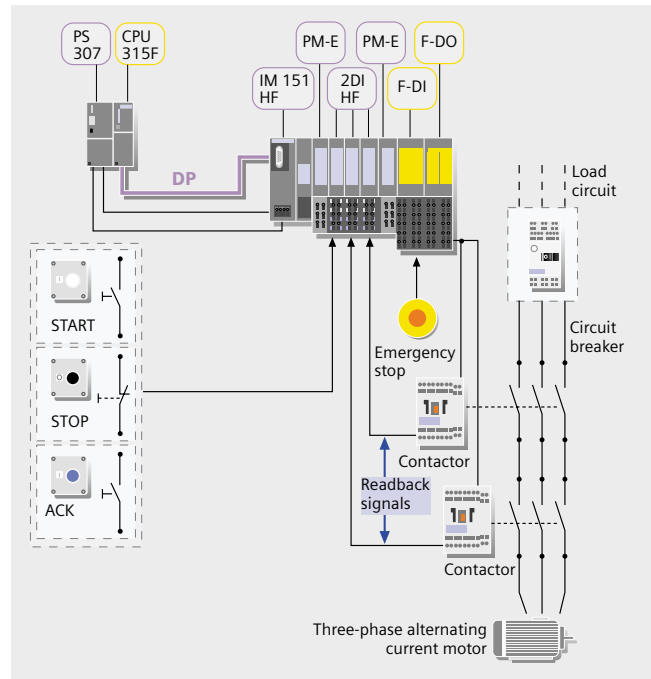 PS
307
CPU
315F
PM-E
PM-E
F-DO
IM 151
HF
2DI
HF
F-DI
DP
Load
circuit
START
STOP
ACK
Emergency
stop
Circuit
breaker
Contactor
Readback
signals
Contactor
Three-phase alternating
current motor